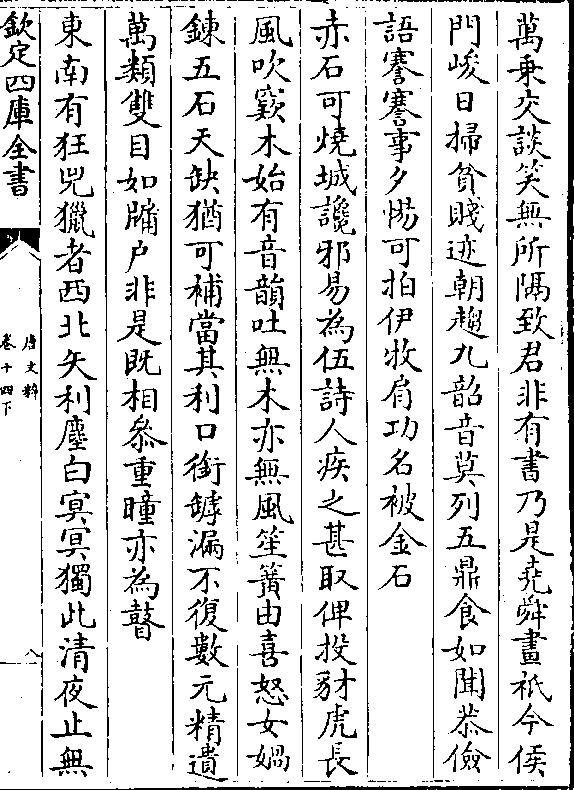 萬乗交談笑無所隔致君非有書乃是堯舜畫祇今侯
門峻日掃貧賤迹朝趨九韶音莫列五鼎食如聞恭儉
語謇謇事夕惕可拍伊牧肩功名被金石
赤石可燒城讒邪易為伍詩人疾之甚取俾投豺虎長
風吹竅木始有音韻吐無木亦無風笙簧由喜怒女媧
鍊五石天缺猶可補當其利口銜罅漏不復數元精遺
萬類雙目如牖户非是既相叅重瞳亦為瞽
東南有狂兕獵者西北矢利塵白冥冥獨此清夜止無
欽定四庫全書
唐文粹
卷十四下
八